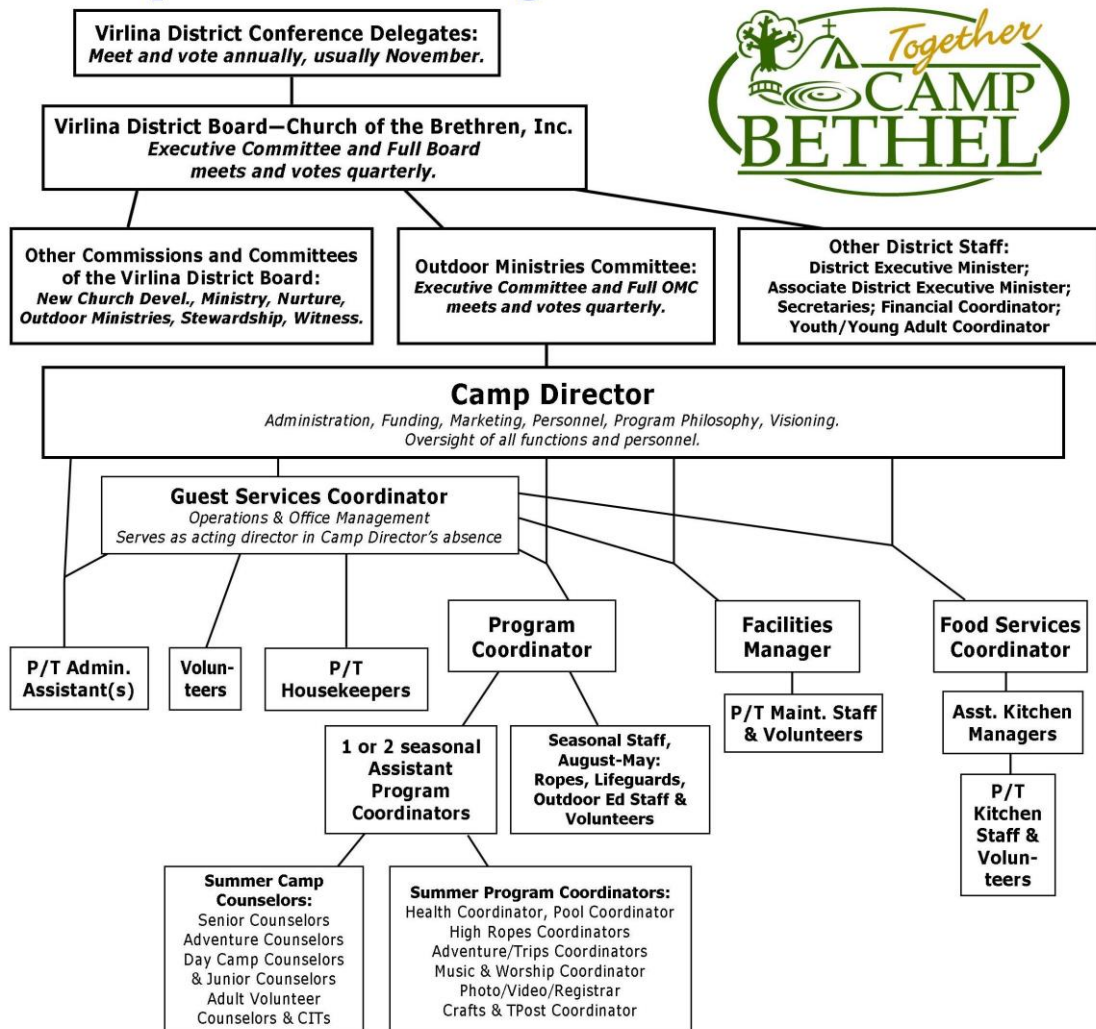 Virlina District Conference Delegates:
Meet and vote annually, usually November.
Together
CAMP
BETHEL
Virlina District Board—Church of the Brethren, Inc.
Executive Committee and Full Board
meets and votes quarterly.
Other Commissions and Committees
of the Virlina District Board:
New Church Devel., Ministry, Nurture,
Outdoor Ministries, Stewardship, Witness.
Outdoor Ministries Committee:
Executive Committee and Full OMC
meets and votes quarterly.
Other District Staff:
District Executive Minister;
Associate District Executive Minister;
Secretaries; Financial Coordinator;
Youth/Young Adult Coordinator
Camp Director
Administration, Funding, Marketing, Personnel, Program Philosophy, Visioning.
Oversight of all functions and personnel.
Guest Services Coordinator
Operations & Office Management
Serves as acting director in Camp Director's absence
P/T Admin.
Assistant(s)
Volun-
teers
P/T
Housekeepers
Program
Coordinator
Facilities
Manager
Food Services
Coordinator
P/T Maint. Staff
& Volunteers
Asst. Kitchen
Managers
1 or 2 seasonal
Assistant
Program
Coordinators
Seasonal Staff,
August-May:
Ropes, Lifeguards,
Outdoor Ed Staff &
Volunteers
P/T
Kitchen
Staff &
Volun-
teers
Summer Camp
Counselors:
Senior Counselors
Adventure Counselors
Day Camp Counselors
& Junior Counselors
Adult Volunteer
Counselors & CITs
Summer Program Coordinators:
Health Coordinator, Pool Coordinator
High Ropes Coordinators
Adventure/Trips Coordinators
Music & Worship Coordinator
Photo/Video/Registrar
Crafts & TPost Coordinator